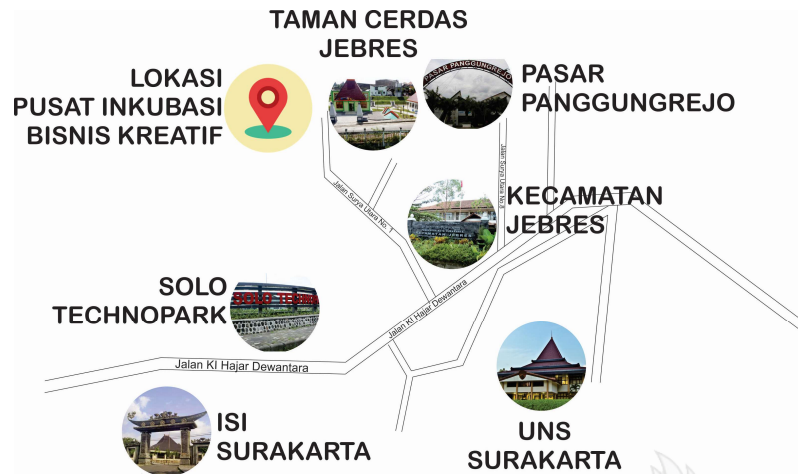 TAMAN CERDAS
JEBRES
LOKASI
PUSAT INKUBASI
BISNIS KREATIF
PASAR PANGGUNGREJO
PASAR
PANGGUNGREJO
Jalan Surya Utara No. 8
Jalan Surya Utara No. 1
KECAMATAN
JEBRES
SOLO
TECHNOPARK
SOLO TECHNO
Jalan KI Hajar Dewantara
Jalan KI Hajar Dewantara
ISI
SURAKARTA
UNS
SURAKARTA